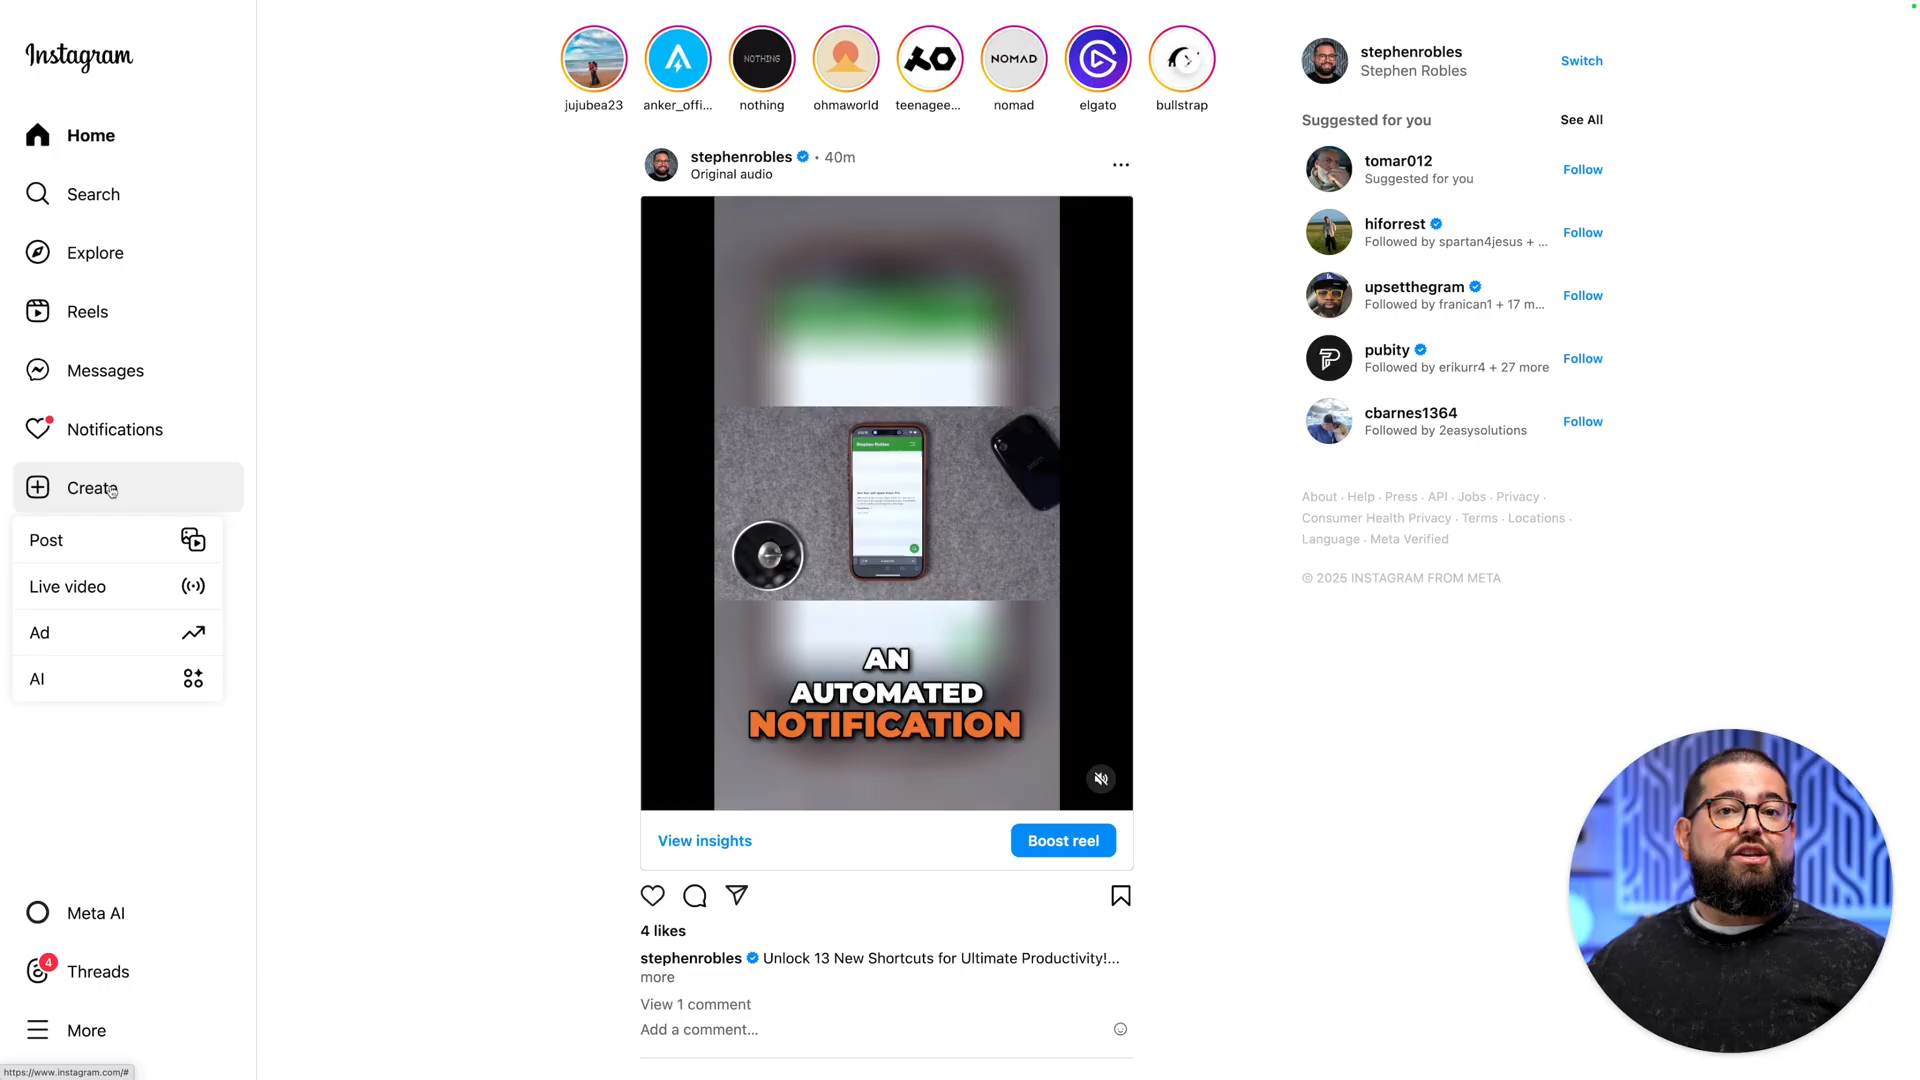 Instagram
Home
Search
Explore
Reels
Messages
Notifications
Create
Post
Live video
Ad
AI
Meta AI
4
Threads
More
https://www.instagram.com/#
NOTHING
NOMAD
jujubea23
anker_offi...
nothing
ohmaworld
teenagee...
nomad
elgato
bullstrap
stephenrobles • 40m
Original audio
Stephen Robles
AN
AUTOMATED
NOTIFICATION
View insights
Boost reel
4 likes
stephenrobles Unlock 13 New Shortcuts for Ultimate Productivity!...
more
View 1 comment
Add a comment...
stephenrobles
Stephen Robles
Switch
Suggested for you
See All
tomar012
Suggested for you
Follow
hiforrest
Followed by spartan4jesus + ...
Follow
upsetthegram
Followed by franican1 + 17 m...
Follow
pubity
Followed by erikurr4 + 27 more
Follow
cbarnes1364
Followed by 2easysolutions
Follow
About · Help · Press · API · Jobs · Privacy ·
Consumer Health Privacy · Terms · Locations ·
Language · Meta Verified
© 2025 INSTAGRAM FROM META